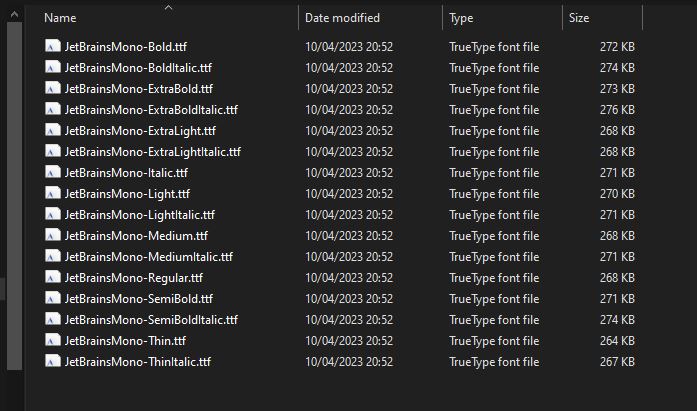 Name Date modified Type Size
JetBrainsMono-Bold.ttf 10/04/2023 20:52 TrueType font file 272 KB
JetBrainsMono-BoldItalic.ttf 10/04/2023 20:52 TrueType font file 274 KB
JetBrainsMono-ExtraBold.ttf 10/04/2023 20:52 TrueType font file 273 KB
JetBrainsMono-ExtraBoldItalic.ttf 10/04/2023 20:52 TrueType font file 276 KB
JetBrainsMono-ExtraLight.ttf 10/04/2023 20:52 TrueType font file 268 KB
JetBrainsMono-ExtraLightItalic.ttf 10/04/2023 20:52 TrueType font file 268 KB
JetBrainsMono-Italic.ttf 10/04/2023 20:52 TrueType font file 271 KB
JetBrainsMono-Light.ttf 10/04/2023 20:52 TrueType font file 270 KB
JetBrainsMono-LightItalic.ttf 10/04/2023 20:52 TrueType font file 271 KB
JetBrainsMono-Medium.ttf 10/04/2023 20:52 TrueType font file 268 KB
JetBrainsMono-MediumItalic.ttf 10/04/2023 20:52 TrueType font file 271 KB
JetBrainsMono-Regular.ttf 10/04/2023 20:52 TrueType font file 268 KB
JetBrainsMono-SemiBold.ttf 10/04/2023 20:52 TrueType font file 271 KB
JetBrainsMono-SemiBoldItalic.ttf 10/04/2023 20:52 TrueType font file 274 KB
JetBrainsMono-Thin.ttf 10/04/2023 20:52 TrueType font file 264 KB
JetBrainsMono-ThinItalic.ttf 10/04/2023 20:52 TrueType font file 267 KB